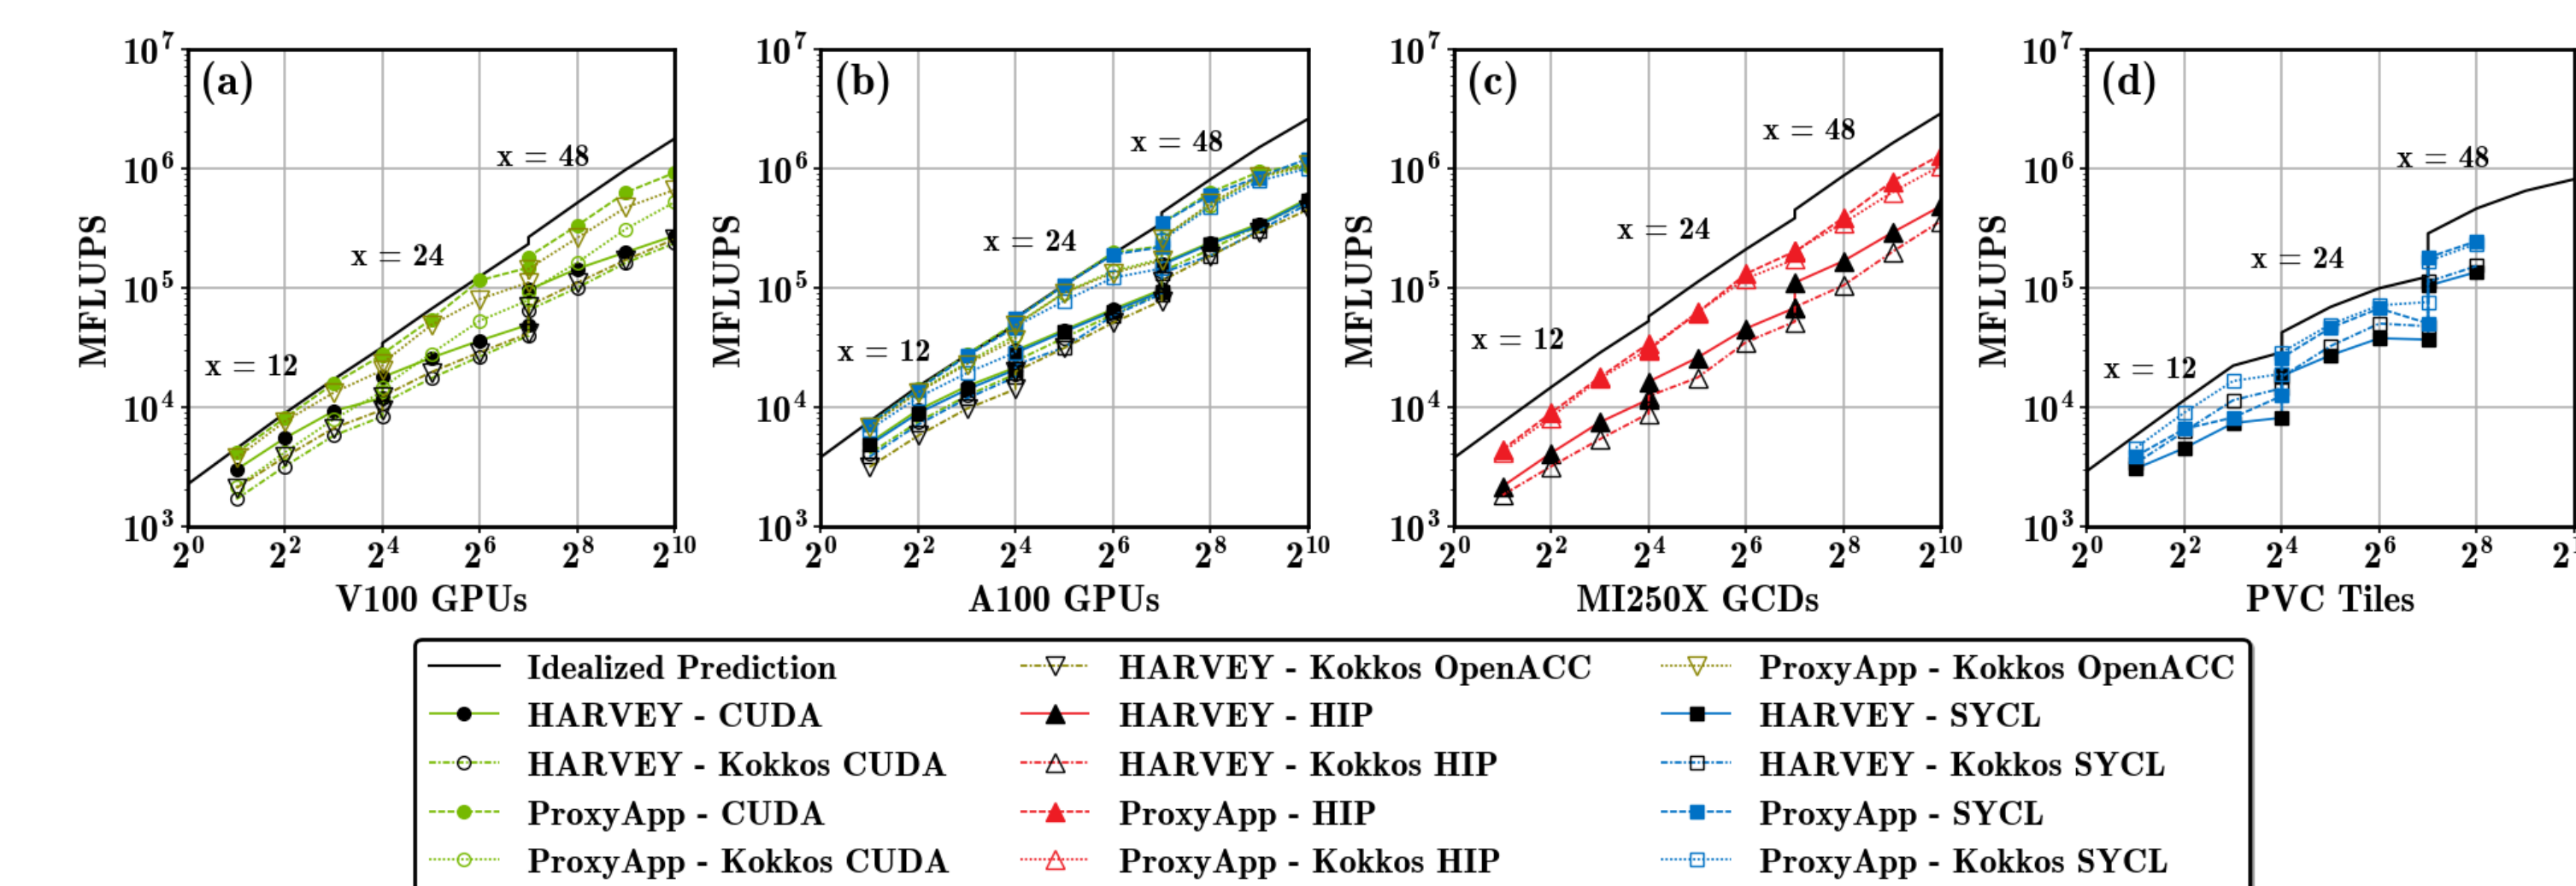 (a)
MFLUPS
10^7
10^6
10^5
10^4
10^3
x = 12
x = 24
x = 48
2^0 2^2 2^4 2^6 2^8 2^10
V100 GPUs
(b)
MFLUPS
10^7
10^6
10^5
10^4
10^3
x = 12
x = 24
x = 48
2^0 2^2 2^4 2^6 2^8 2^10
A100 GPUs
(c)
MFLUPS
10^7
10^6
10^5
10^4
10^3
x = 12
x = 24
x = 48
2^0 2^2 2^4 2^6 2^8 2^10
MI250X GCDs
(d)
MFLUPS
10^7
10^6
10^5
10^4
10^3
x = 12
x = 24
x = 48
2^0 2^2 2^4 2^6 2^8
PVC Tiles
Idealized Prediction
HARVEY - CUDA
HARVEY - Kokkos CUDA
ProxyApp - CUDA
ProxyApp - Kokkos CUDA
HARVEY - Kokkos OpenACC
HARVEY - HIP
HARVEY - Kokkos HIP
ProxyApp - HIP
ProxyApp - Kokkos HIP
ProxyApp - Kokkos OpenACC
HARVEY - SYCL
HARVEY - Kokkos SYCL
ProxyApp - SYCL
ProxyApp - Kokkos SYCL